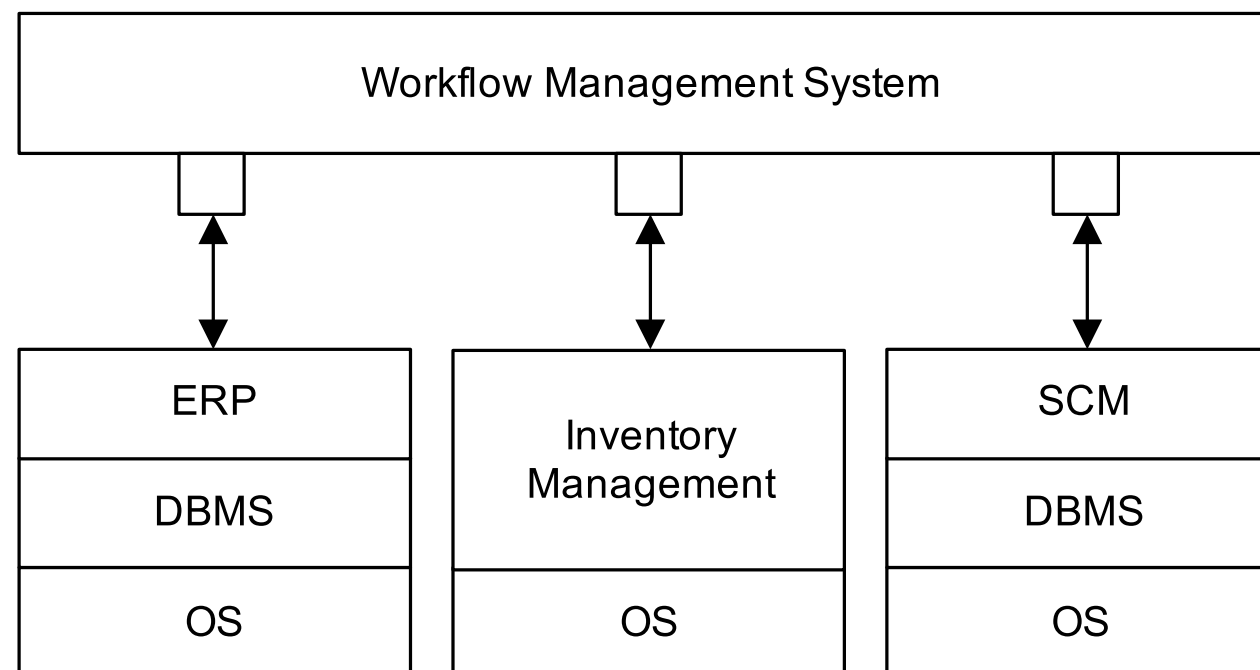 Workflow Management System
ERP
Inventory
Management
SCM
DBMS
DBMS
OS
OS
OS